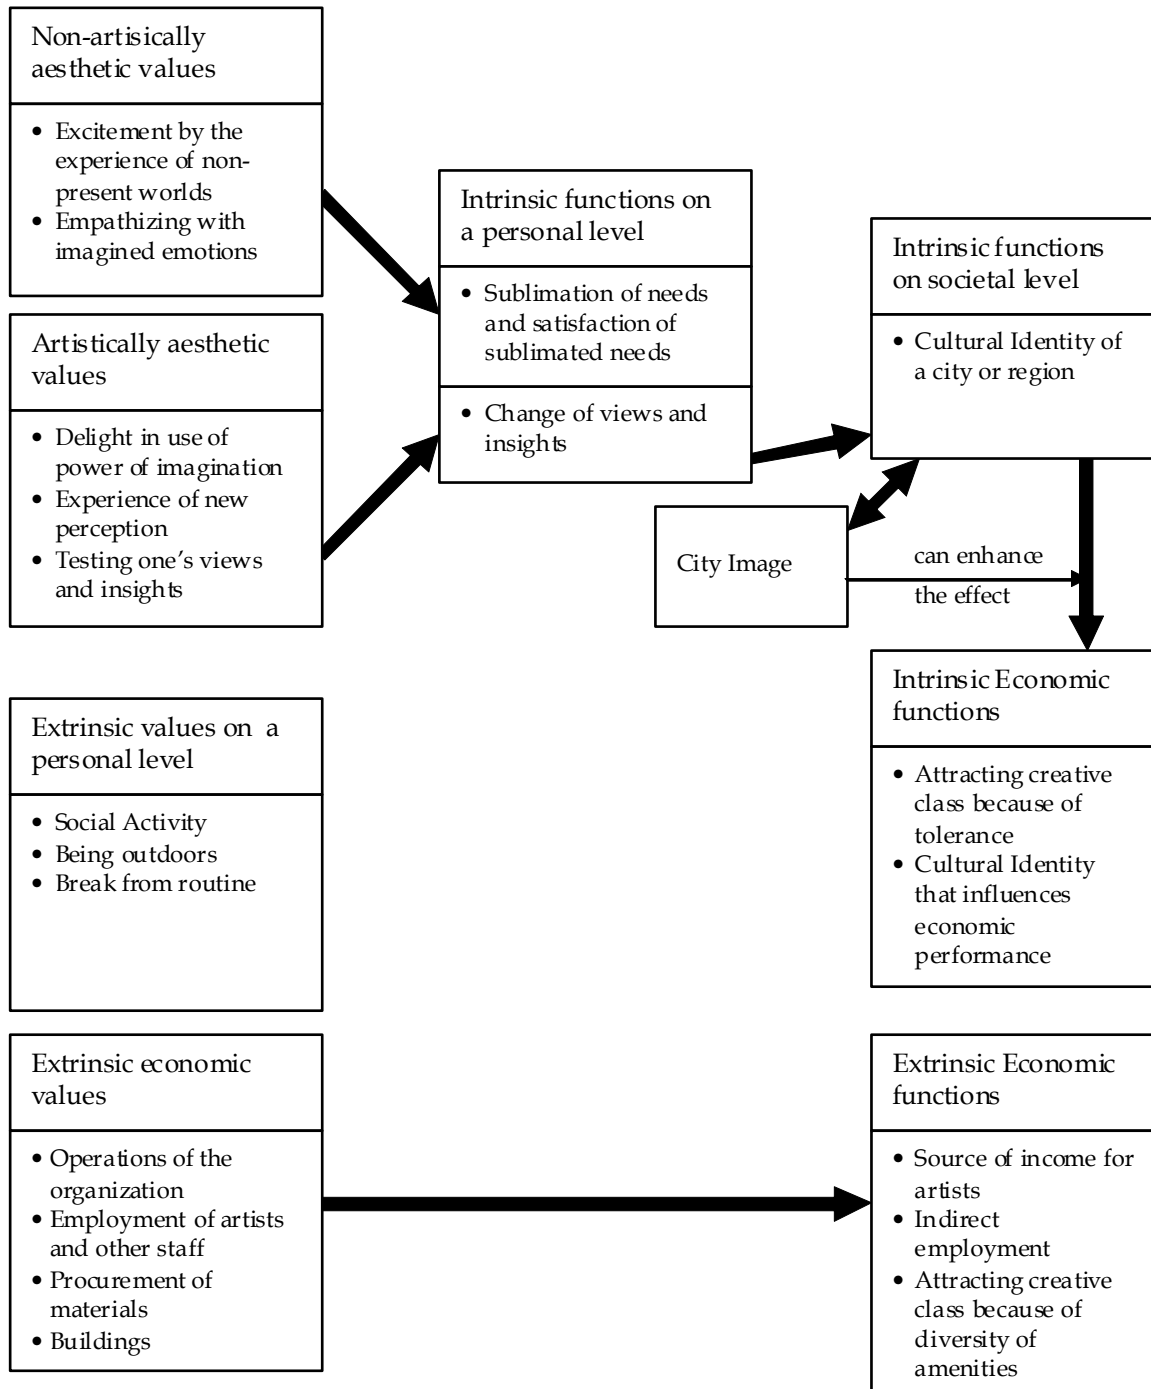 Non-artisically
aesthetic values
• Excitement by the
experience of non-
present worlds
• Empathizing with
imagined emotions
Artistically aesthetic
values
• Delight in use of
power of imagination
• Experience of new
perception
• Testing one's views
and insights
Intrinsic functions on
a personal level
• Sublimation of needs
and satisfaction of
sublimated needs
• Change of views and
insights
Intrinsic functions
on societal level
• Cultural Identity of
a city or region
City Image
can enhance
the effect
Intrinsic Economic
functions
• Attracting creative
class because of
tolerance
• Cultural Identity
that influences
economic
performance
Extrinsic values on a
personal level
• Social Activity
• Being outdoors
• Break from routine
Extrinsic economic
values
• Operations of the
organization
• Employment of artists
and other staff
• Procurement of
materials
• Buildings
Extrinsic Economic
functions
• Source of income for
artists
• Indirect
employment
• Attracting creative
class because of
diversity of
amenities